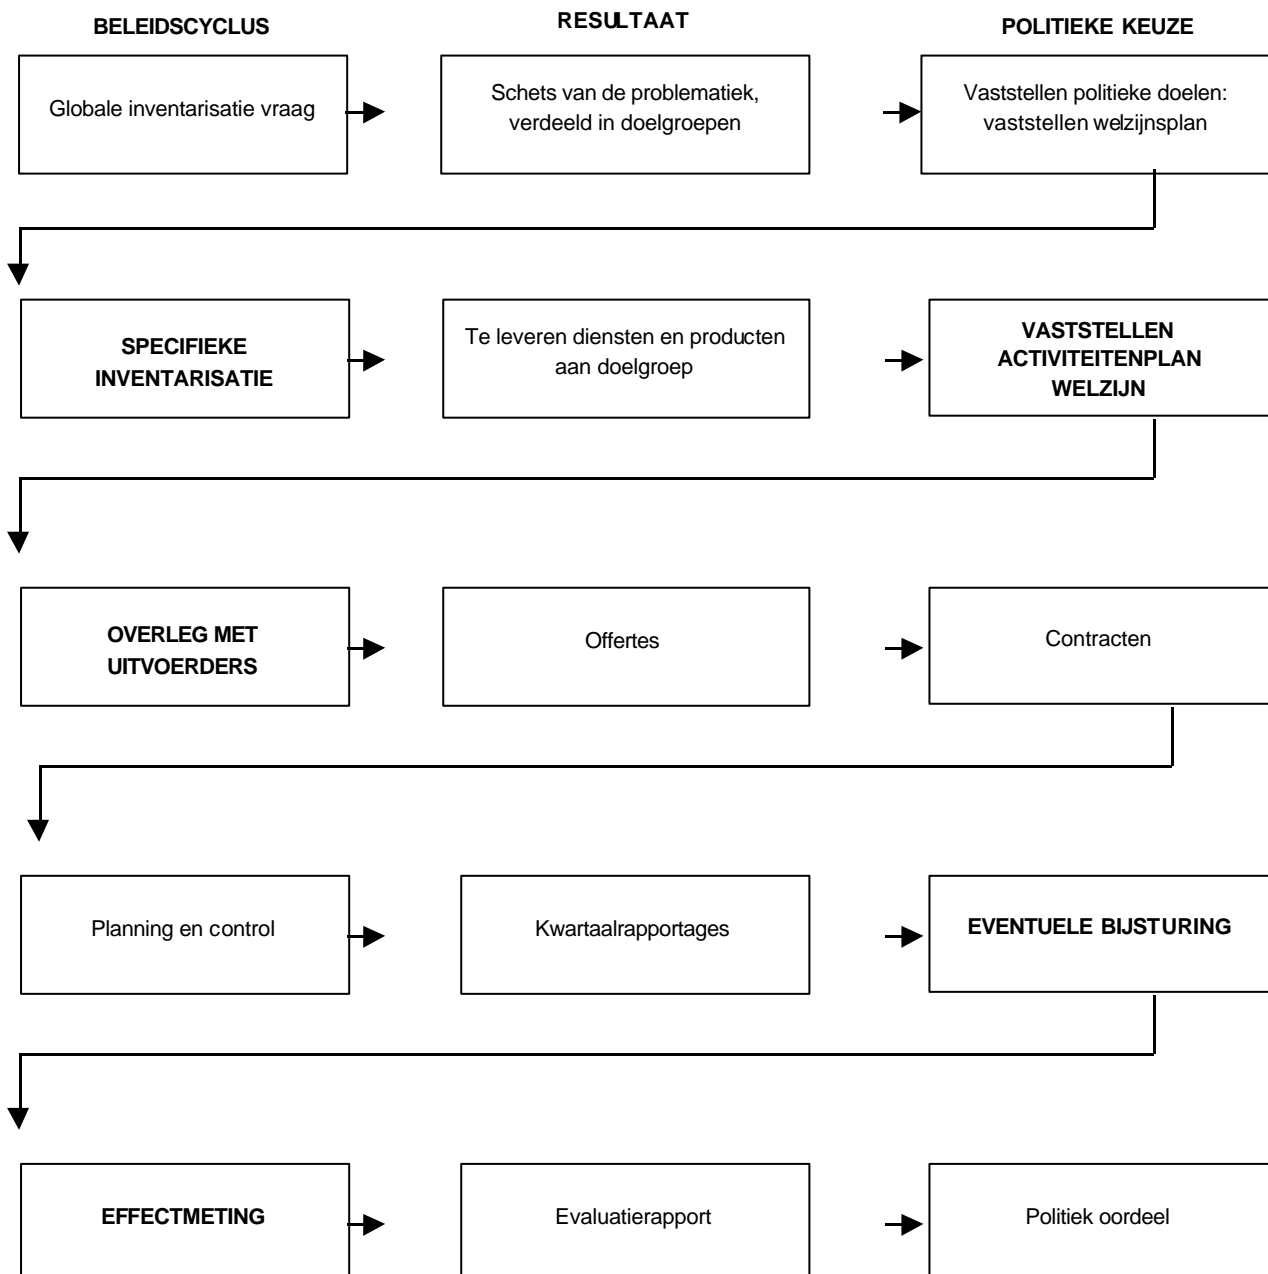 BELEIDSCYCLUS
RESULTAAT
POLITIEKE KEUZE
Globale inventarisatie vraag
Schets van de problematiek,
verdeeld in doelgroepen
Vaststellen politieke doelen:
vaststellen welzijnsplan
SPECIFIEKE
INVENTARISATIE
Te leveren diensten en producten
aan doelgroep
VASTSTELLEN
ACTIVITEITENPLAN
WELZIJN
OVERLEG MET
UITVOERDERS
Offertes
Contracten
Planning en control
Kwartaalrapportages
EVENTUELE BIJSTURING
EFFECTMETING
Evaluatierapport
Politiek oordeel